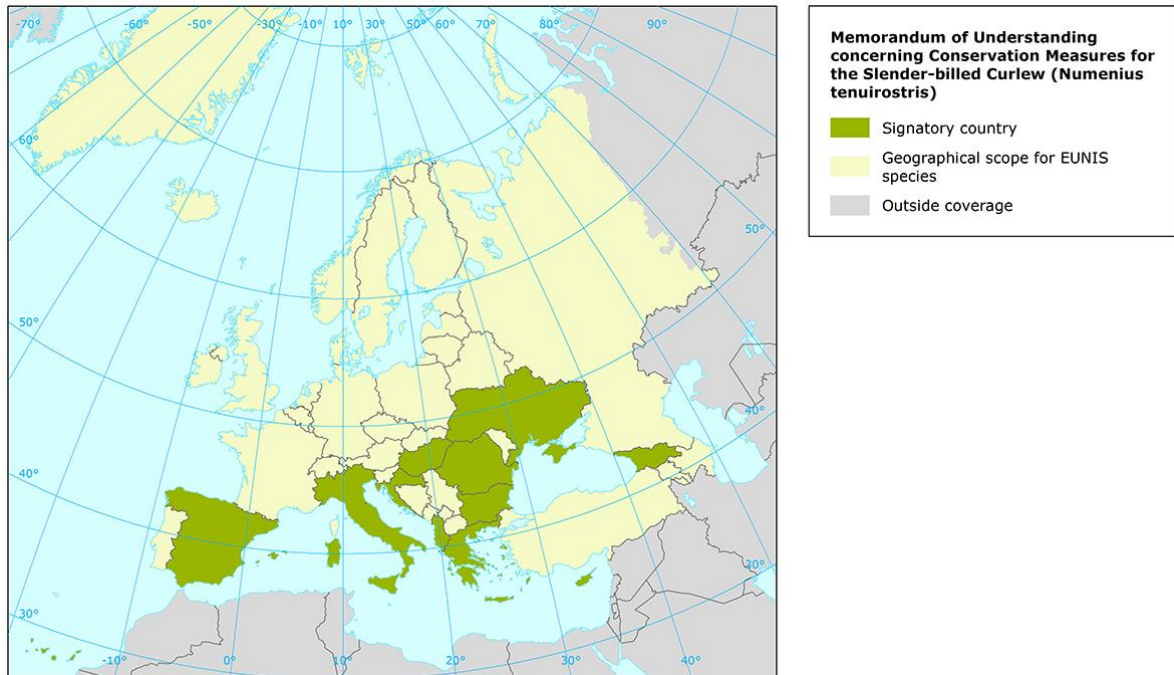 -70° -60° -50° -30° -10° 10° 30° 50° 60° 70° 80° 90°
60°
50°
50°
40°
40°
30°
30°
-10° 0° 10° 20° 30° 40°
Memorandum of Understanding
concerning Conservation Measures for
the Slender-billed Curlew (Numenius
tenuirostris)
Signatory country
Geographical scope for EUNIS
species
Outside coverage